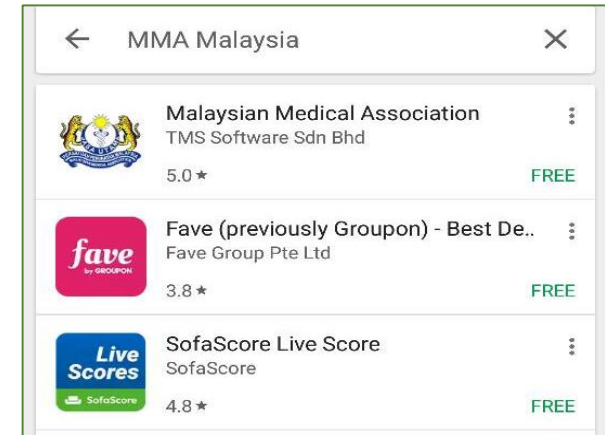 MMA Malaysia
Malaysian Medical Association
TMS Software Sdn Bhd
5.0★
FREE
fave
by GROUPON
Fave (previously Groupon) - Best De..
Fave Group Pte Ltd
3.8★
FREE
Live
Scores
SofaScore
SofaScore Live Score
SofaScore
4.8★
FREE